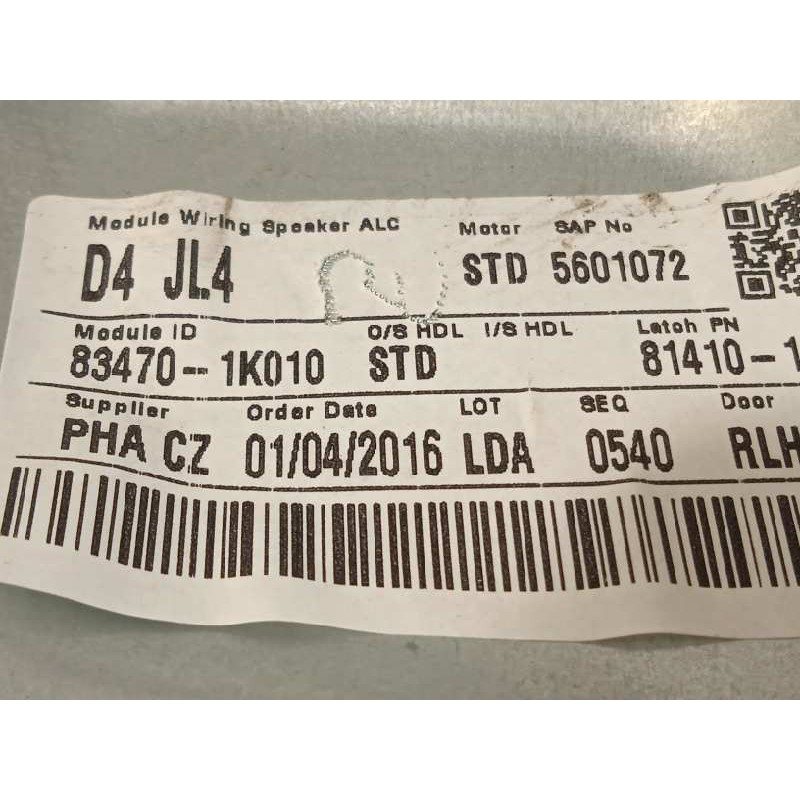 Module Wiring Speaker ALC Motor SAP No
D4 JL4 STD 5601072
Module ID O/S HDL I/S HDL Latch PN
83470--1K010 STD 81410-1
Supplier Order Date LOT SEQ Door
PHA CZ 01/04/2016 LDA 0540 RLH